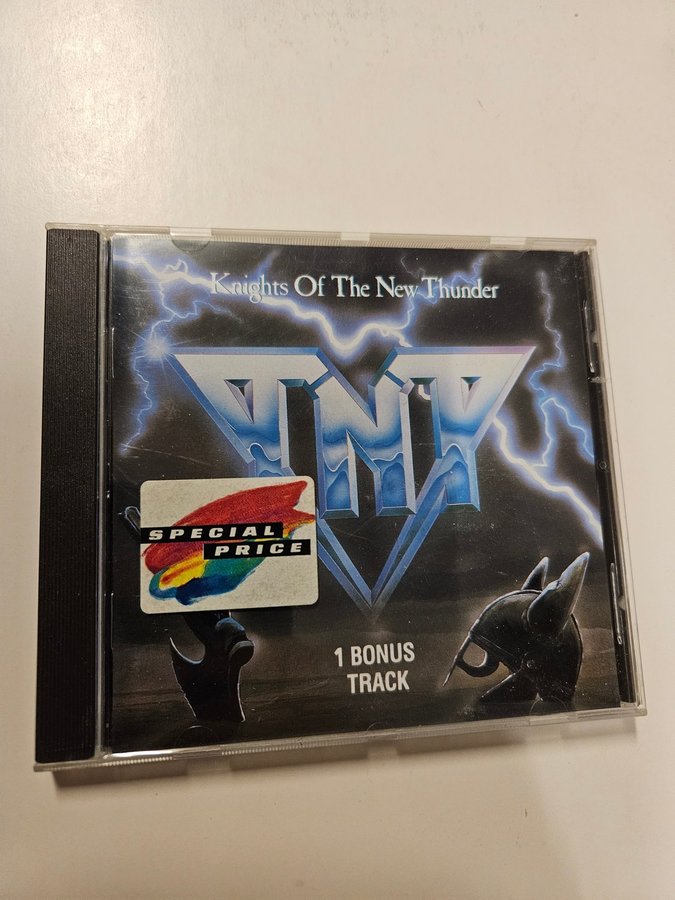 Knights Of The New Thunder
TNT
SPECIAL
PRICE
1 BONUS
TRACK